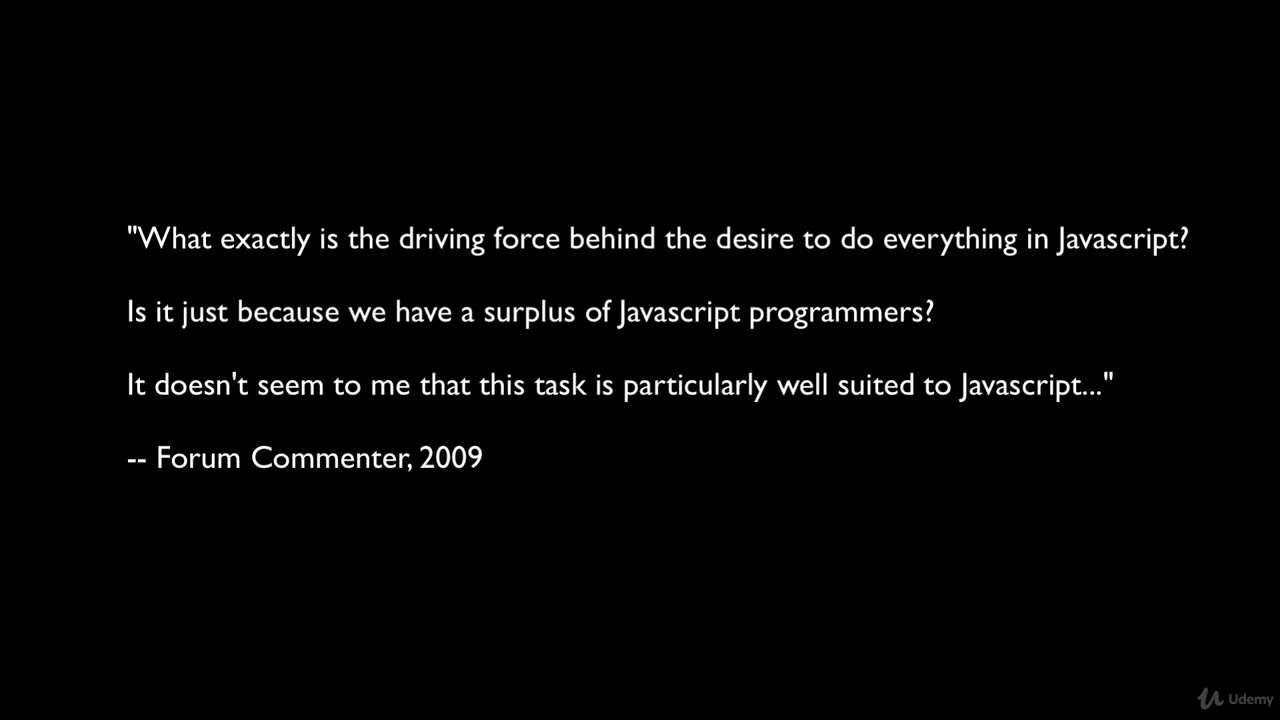 "What exactly is the driving force behind the desire to do everything in Javascript?
Is it just because we have a surplus of Javascript programmers?
It doesn't seem to me that this task is particularly well suited to Javascript..."
-- Forum Commenter, 2009
Udemy